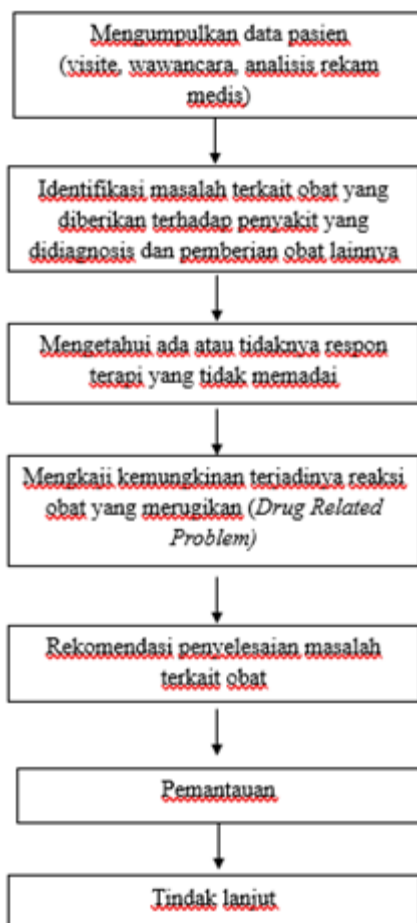 Mengumpulkan data pasien
(visite, wawancara, analisis rekam
medis)
Identifikasi masalah terkait obat yang
diberikan terhadap penyakit yang
didiagnosis dan pemberian obat lainnya
Mengetahui ada atau tidaknya respon
terapi yang tidak memadai
Mengkaji kemungkinan terjadinya reaksi
obat yang merugikan (Drug Related
Problem)
Rekomendasi penyelesaian masalah
terkait obat
Pemantauan
Tindak lanjut